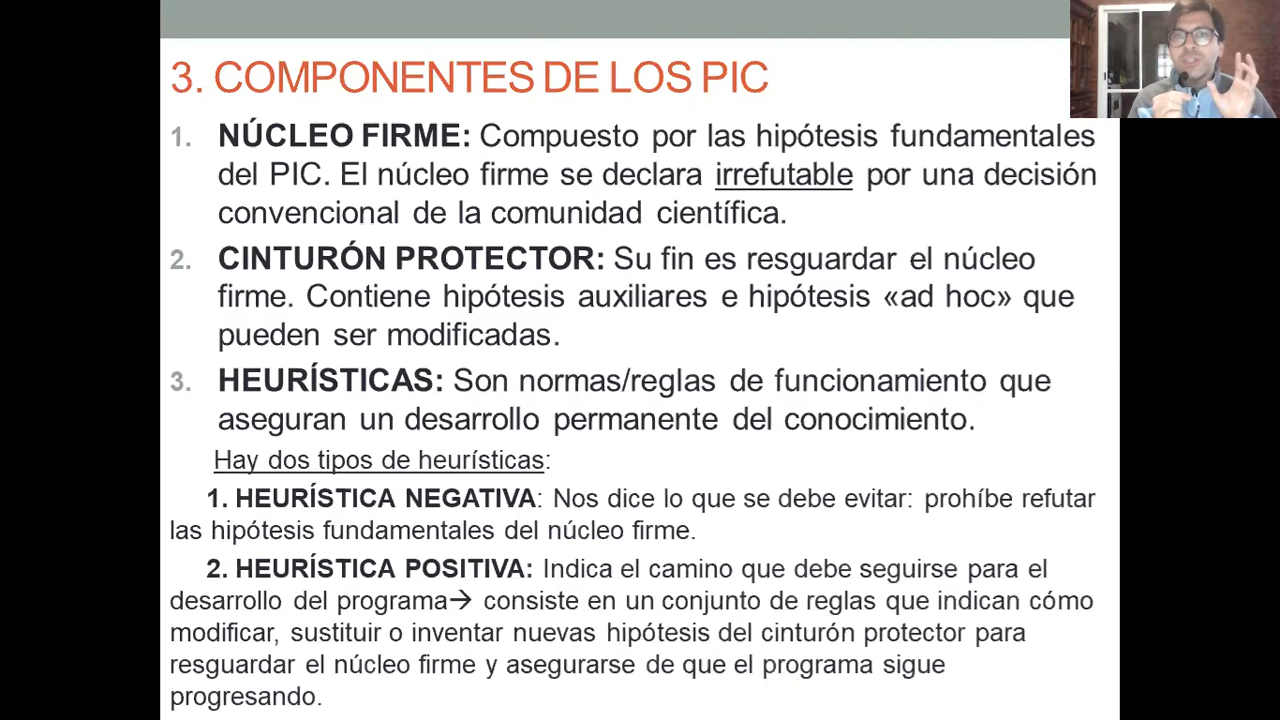 3. COMPONENTES DE LOS PIC
1. NÚCLEO FIRME: Compuesto por las hipótesis fundamentales
del PIC. El núcleo firme se declara irrefutable por una decisión
convencional de la comunidad científica.
2. CINTURÓN PROTECTOR: Su fin es resguardar el núcleo
firme. Contiene hipótesis auxiliares e hipótesis «ad hoc» que
pueden ser modificadas.
3. HEURÍSTICAS: Son normas/reglas de funcionamiento que
aseguran un desarrollo permanente del conocimiento.
Hay dos tipos de heurísticas:
1. HEURÍSTICA NEGATIVA: Nos dice lo que se debe evitar: prohíbe refutar
las hipótesis fundamentales del núcleo firme.
2. HEURÍSTICA POSITIVA: Indica el camino que debe seguirse para el
desarrollo del programa→ consiste en un conjunto de reglas que indican cómo
modificar, sustituir o inventar nuevas hipótesis del cinturón protector para
resguardar el núcleo firme y asegurarse de que el programa sigue
progresando.